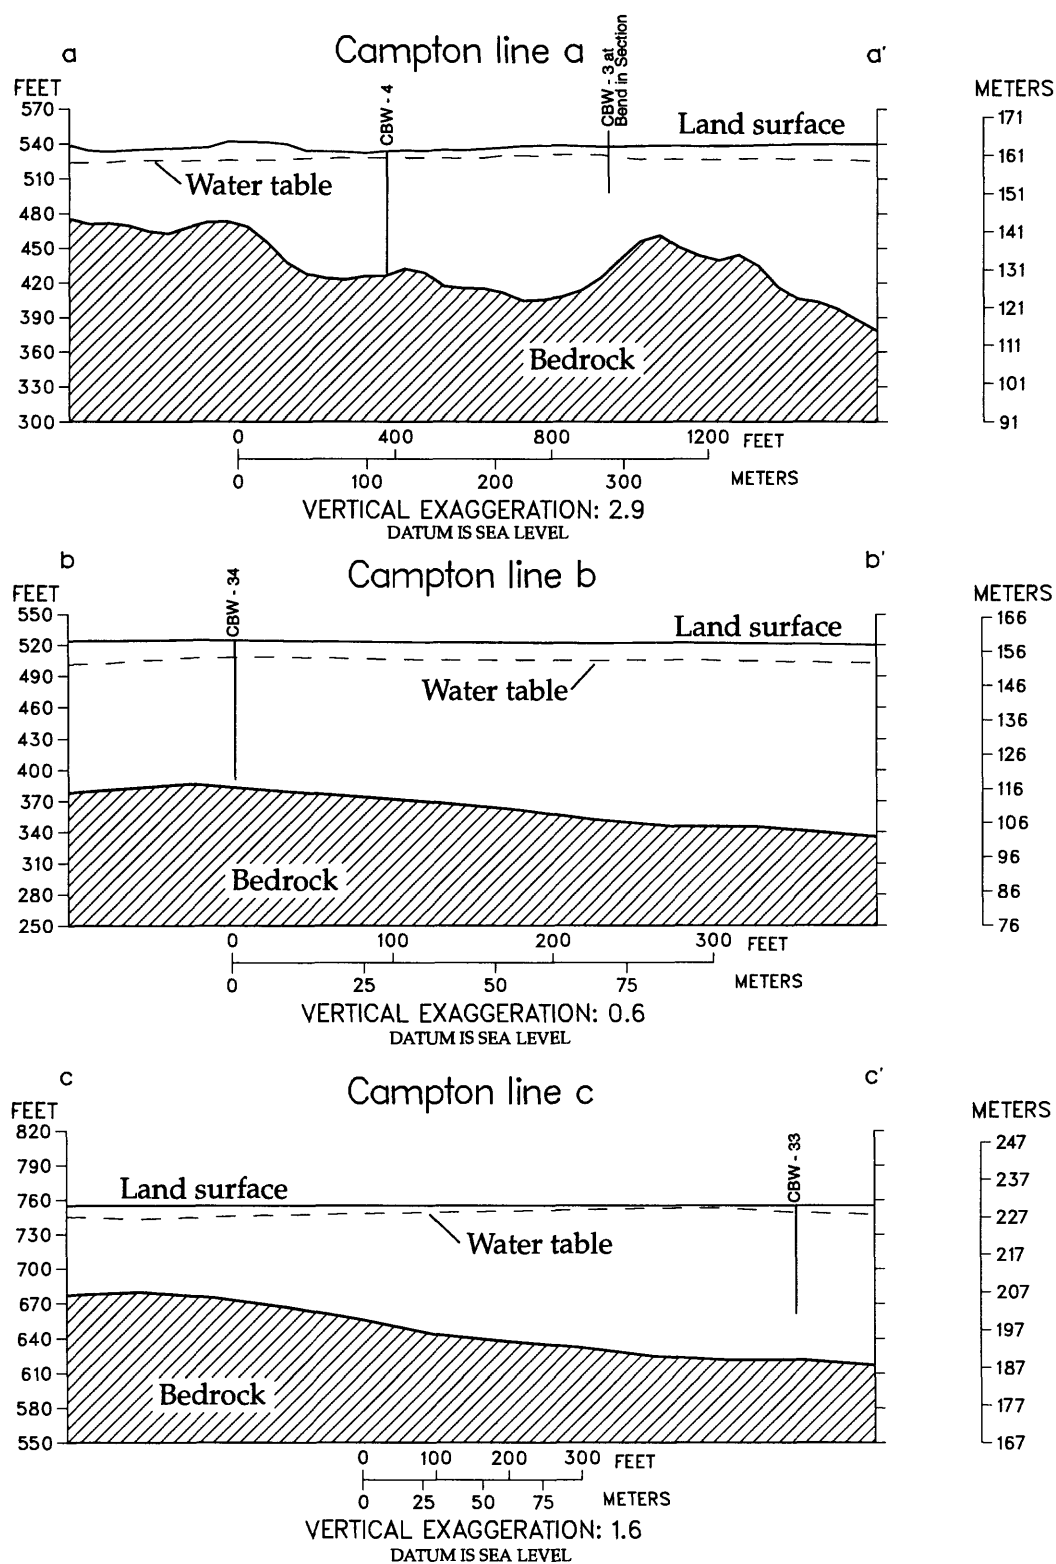 a
Campton line a
a'
CBW - 3 at
Bend in Section
CBW - 4
FEET
METERS
570
540
510
480
450
420
390
360
330
300
Land surface
Water table
Bedrock
171
161
151
141
131
121
111
101
91
0 400 800 1200 FEET
0 100 200 300 METERS
VERTICAL EXAGGERATION: 2.9
DATUM IS SEA LEVEL
b
Campton line b
b'
CBW - 34
FEET
METERS
550
520
490
460
430
400
370
340
310
280
250
Land surface
Water table
Bedrock
166
156
146
136
126
116
106
96
86
76
0 100 200 300 FEET
0 25 50 75 METERS
VERTICAL EXAGGERATION: 0.6
DATUM IS SEA LEVEL
c
Campton line c
c'
CBW - 33
FEET
METERS
820
790
760
730
700
670
640
610
580
550
Land surface
Water table
Bedrock
247
237
227
217
207
197
187
177
167
0 100 200 300 FEET
0 25 50 75 METERS
VERTICAL EXAGGERATION: 1.6
DATUM IS SEA LEVEL